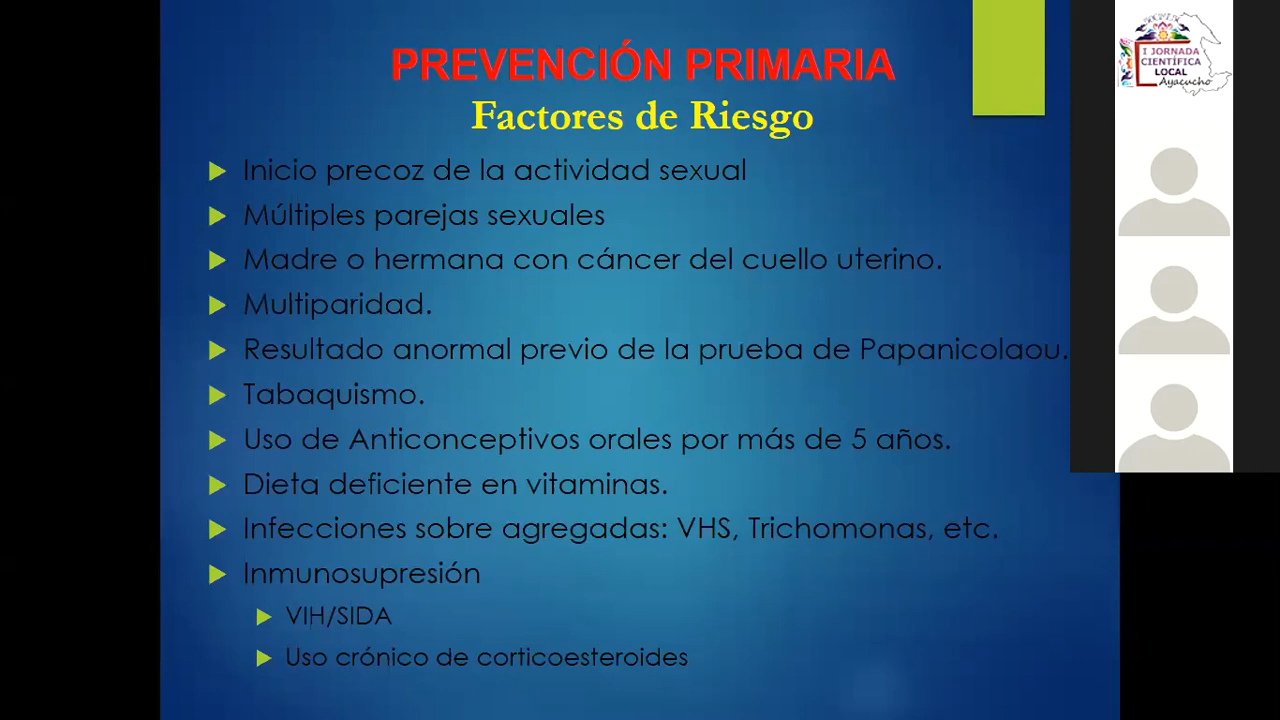 PREVENCIÓN PRIMARIA
Factores de Riesgo
Inicio precoz de la actividad sexual
Múltiples parejas sexuales
Madre o hermana con cáncer del cuello uterino.
Multiparidad.
Resultado anormal previo de la prueba de Papanicolaou.
Tabaquismo.
Uso de Anticonceptivos orales por más de 5 años.
Dieta deficiente en vitaminas.
Infecciones sobre agregadas: VHS, Trichomonas, etc.
Inmunosupresión
VIH/SIDA
Uso crónico de corticoesteroides
I JORNADA
CIENTÍFICA
LOCAL
Ayacucho